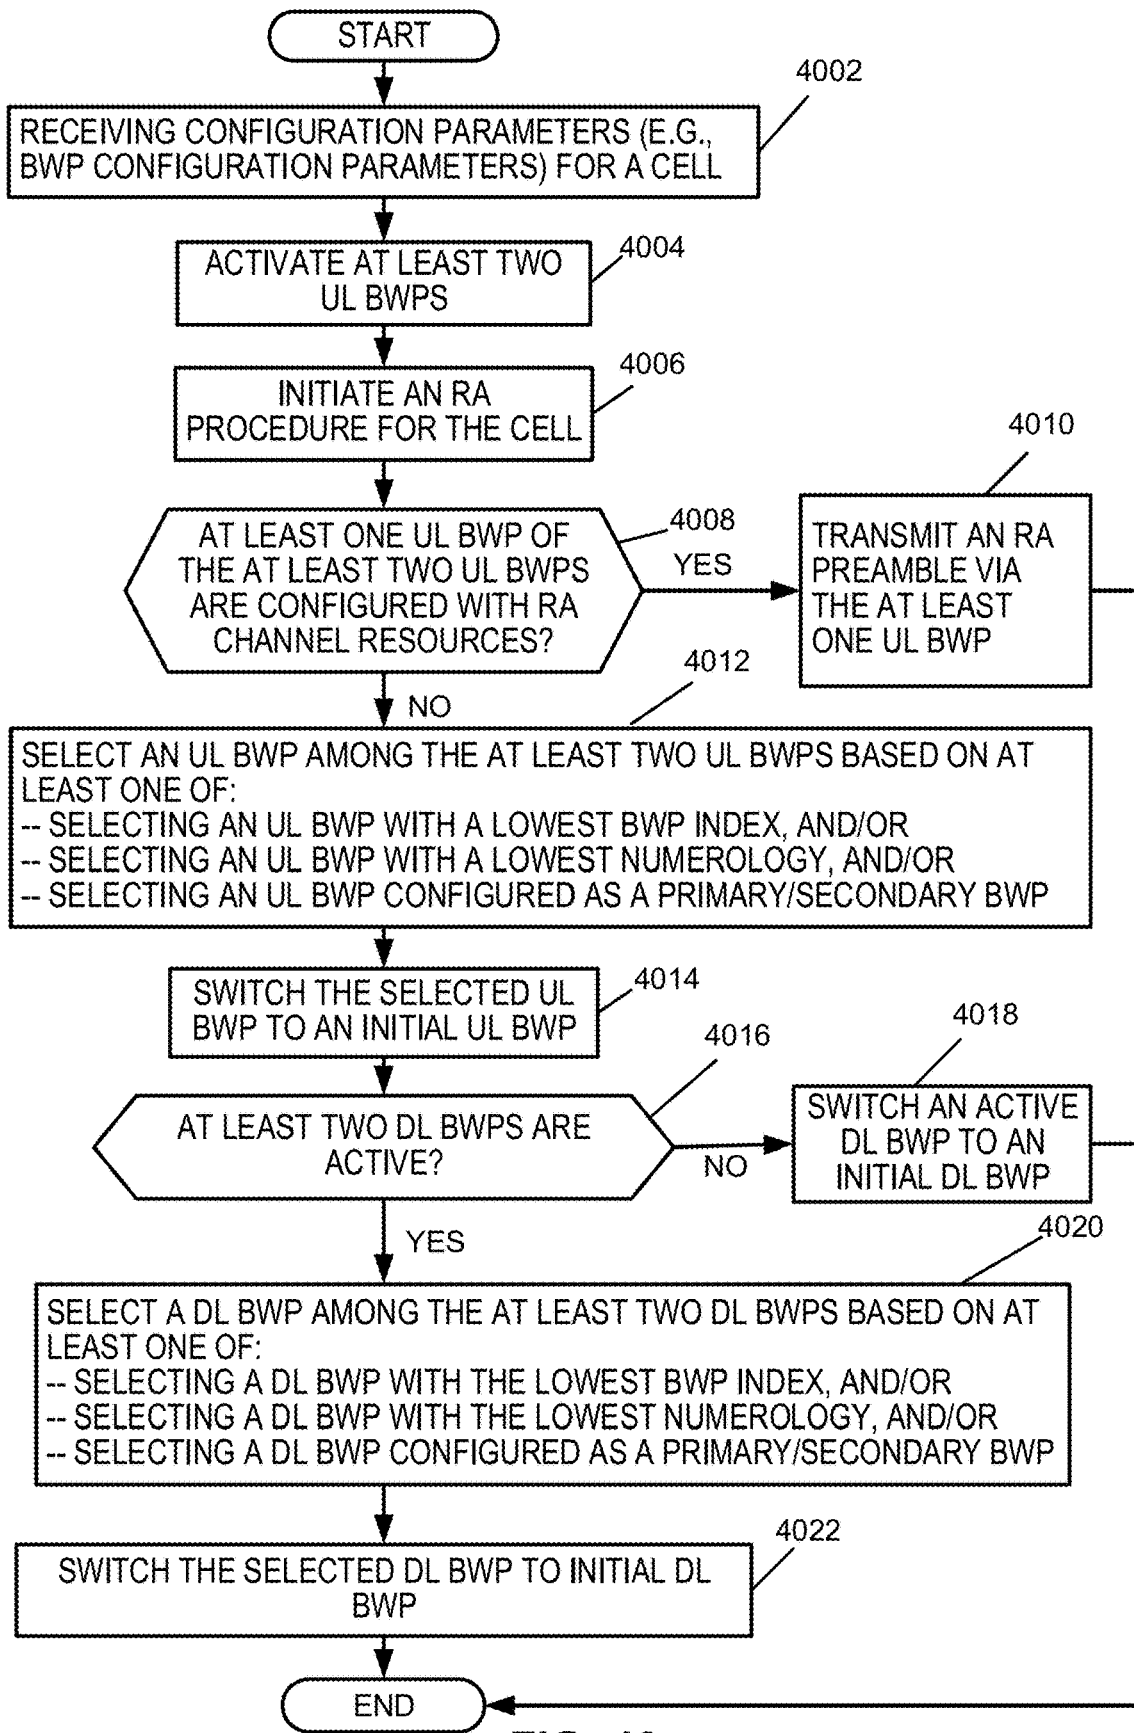 START
4002
RECEIVING CONFIGURATION PARAMETERS (E.G.,
BWP CONFIGURATION PARAMETERS) FOR A CELL
4004
ACTIVATE AT LEAST TWO
UL BWPS
4006
INITIATE AN RA
PROCEDURE FOR THE CELL
4008
AT LEAST ONE UL BWP OF
THE AT LEAST TWO UL BWPS
ARE CONFIGURED WITH RA
CHANNEL RESOURCES?
YES
4010
TRANSMIT AN RA
PREAMBLE VIA
THE AT LEAST
ONE UL BWP
NO
4012
SELECT AN UL BWP AMONG THE AT LEAST TWO UL BWPS BASED ON AT
LEAST ONE OF:
-- SELECTING AN UL BWP WITH A LOWEST BWP INDEX, AND/OR
-- SELECTING AN UL BWP WITH A LOWEST NUMEROLOGY, AND/OR
-- SELECTING AN UL BWP CONFIGURED AS A PRIMARY/SECONDARY BWP
4014
SWITCH THE SELECTED UL
BWP TO AN INITIAL UL BWP
4016
AT LEAST TWO DL BWPS ARE
ACTIVE?
NO
4018
SWITCH AN ACTIVE
DL BWP TO AN
INITIAL DL BWP
YES
4020
SELECT A DL BWP AMONG THE AT LEAST TWO DL BWPS BASED ON AT
LEAST ONE OF:
-- SELECTING A DL BWP WITH THE LOWEST BWP INDEX, AND/OR
-- SELECTING A DL BWP WITH THE LOWEST NUMEROLOGY, AND/OR
-- SELECTING A DL BWP CONFIGURED AS A PRIMARY/SECONDARY BWP
4022
SWITCH THE SELECTED DL BWP TO INITIAL DL
BWP
END